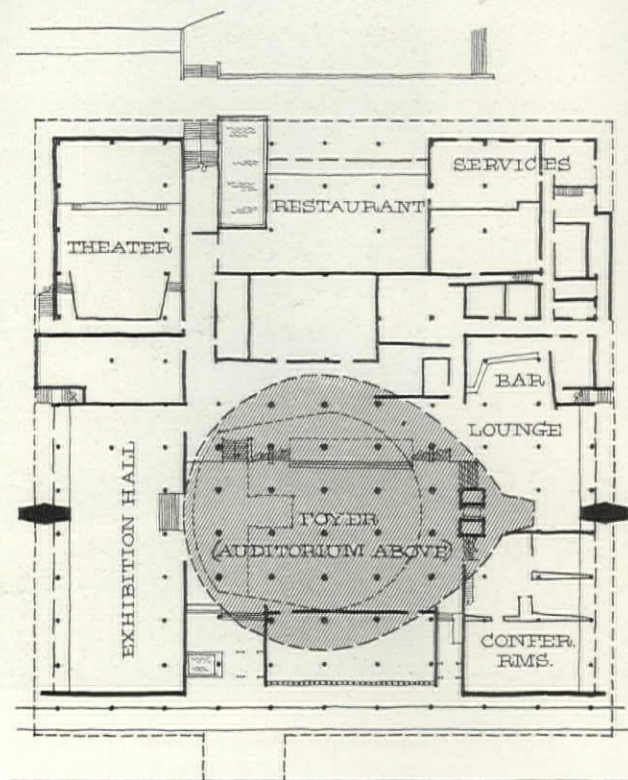 SERVICES
RESTAURANT
THEATER
BAR
LOUNGE
EXHIBITION HALL
FOYER
(AUDITORIUM ABOVE)
CONFER.
RMS.